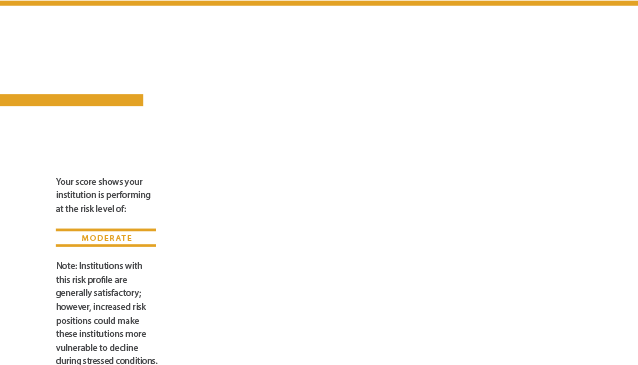 Your score shows your
institution is performing
at the risk level of:
MODERATE
Note: Institutions with
this risk profile are
generally satisfactory;
however, increased risk
positions could make
these institutions more
vulnerable to decline
during stressed conditions.